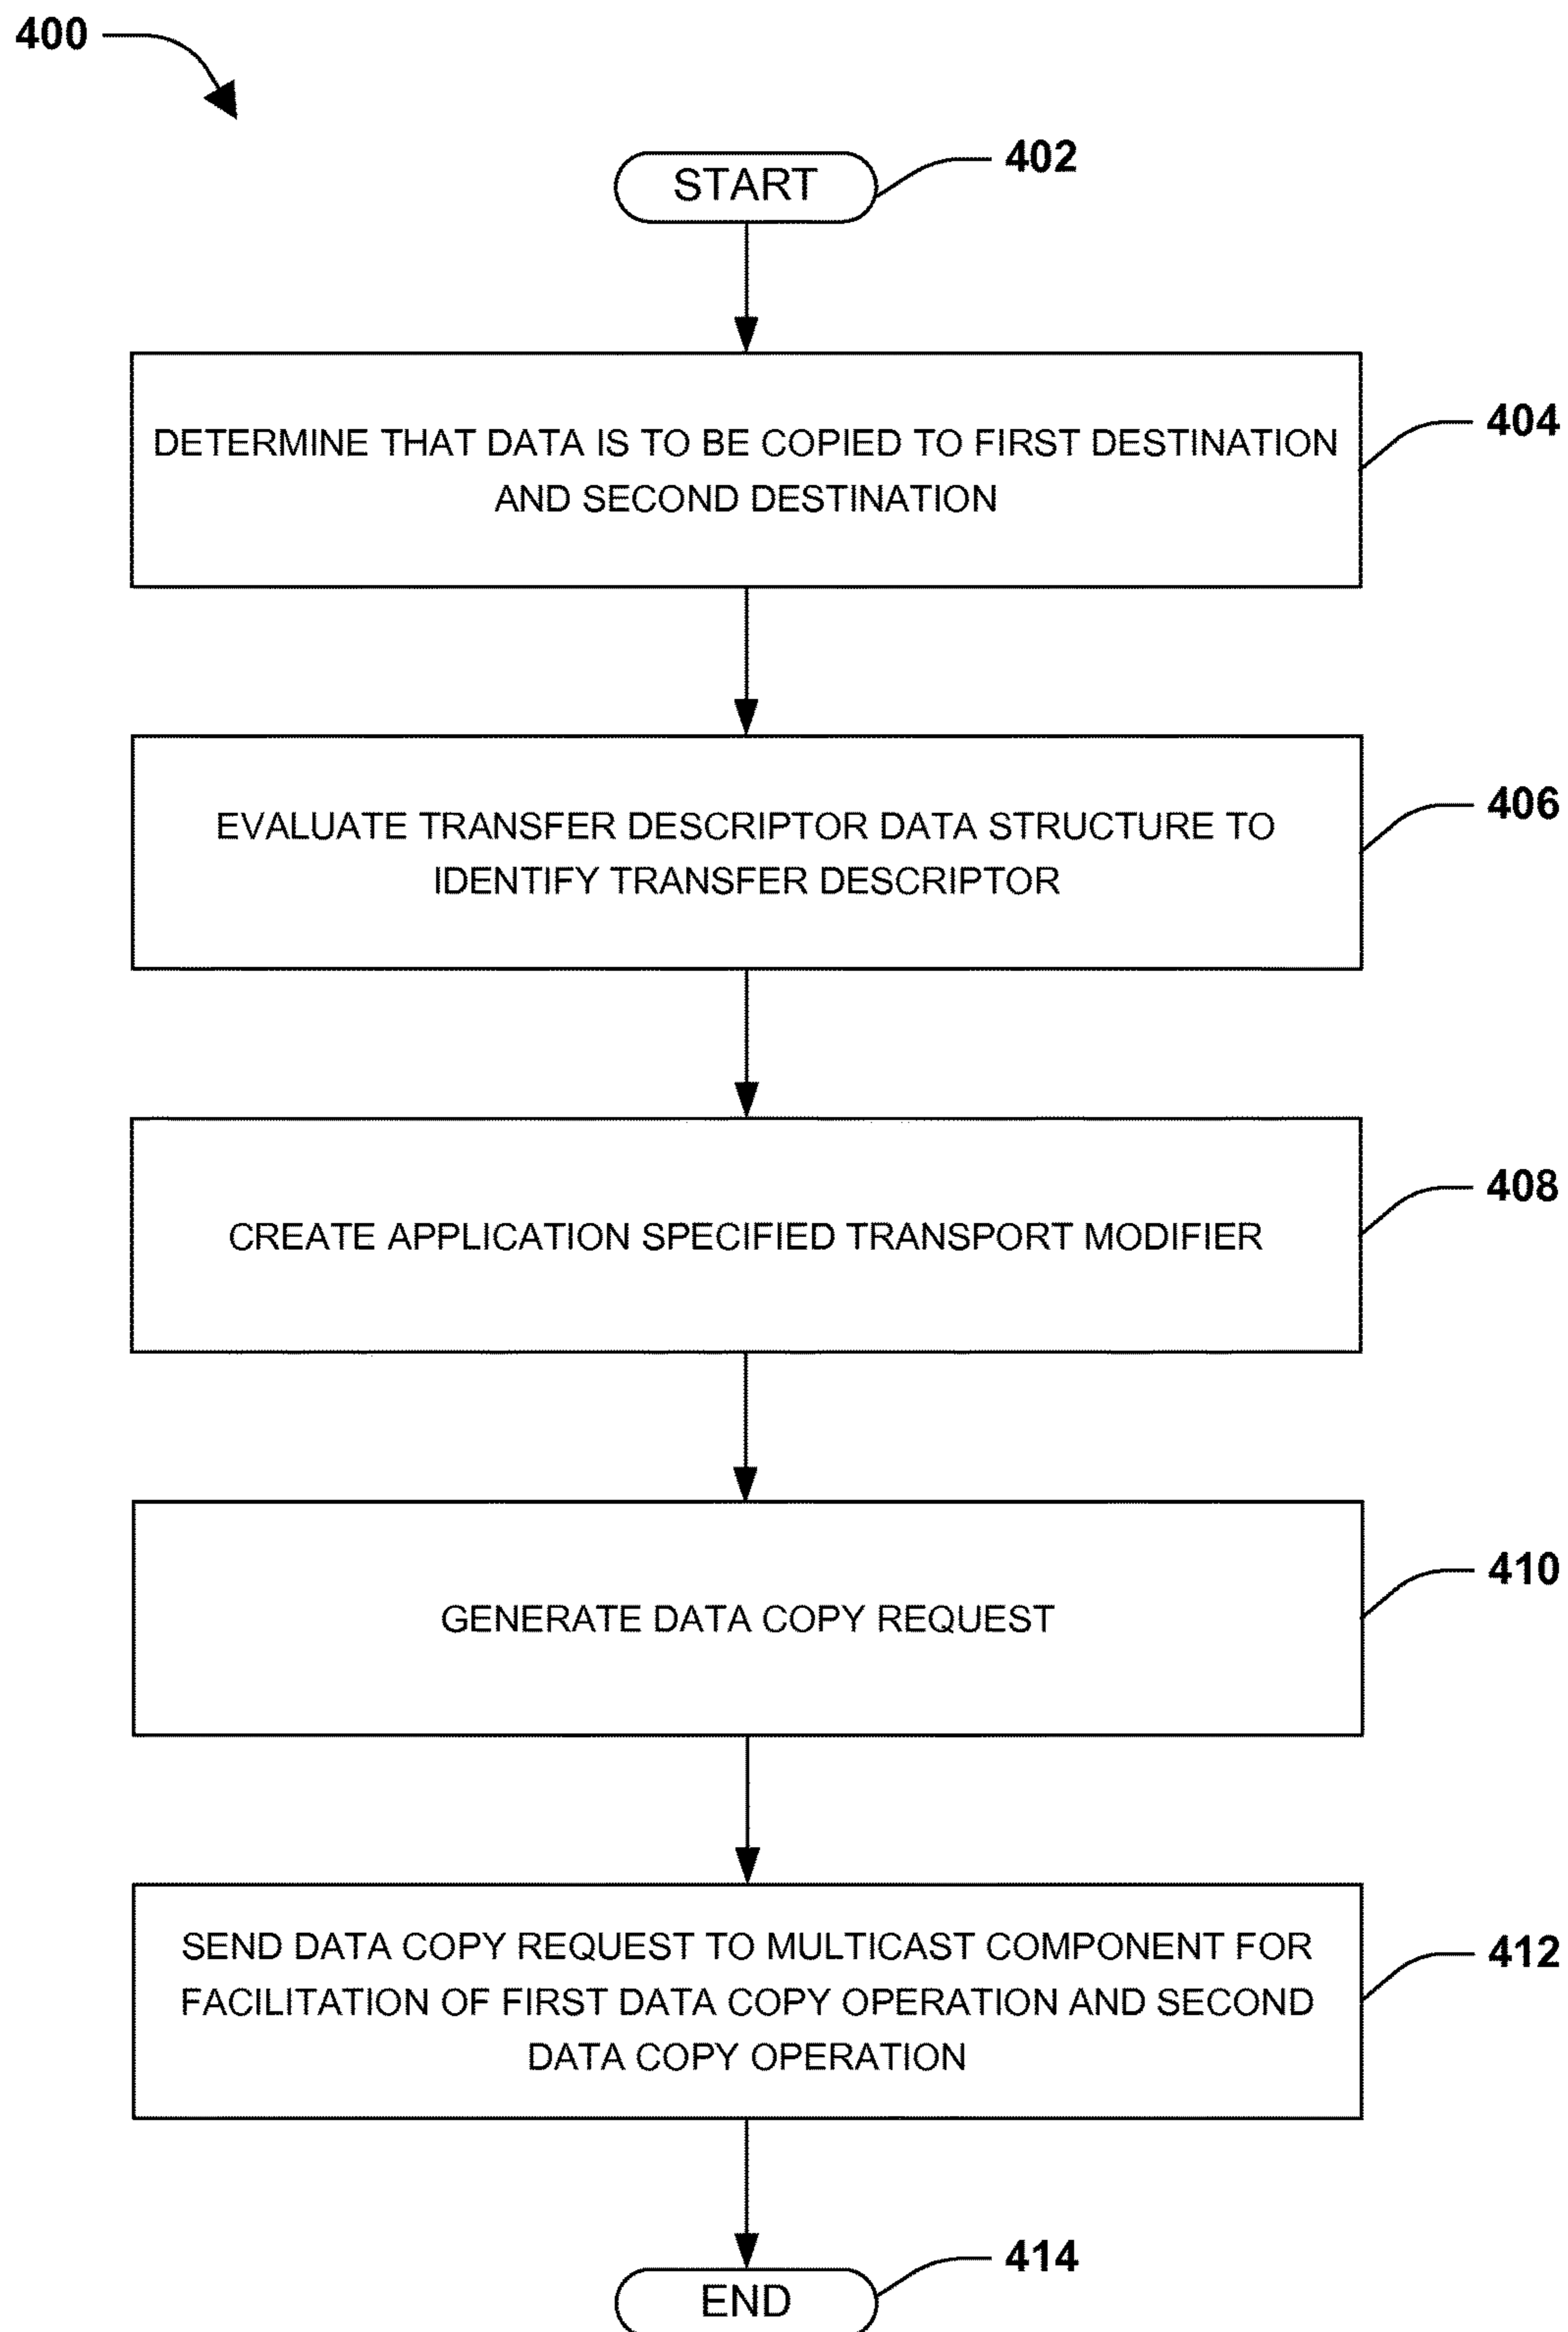 400
START
402
DETERMINE THAT DATA IS TO BE COPIED TO FIRST DESTINATION
AND SECOND DESTINATION
404
EVALUATE TRANSFER DESCRIPTOR DATA STRUCTURE TO
IDENTIFY TRANSFER DESCRIPTOR
406
CREATE APPLICATION SPECIFIED TRANSPORT MODIFIER
408
GENERATE DATA COPY REQUEST
410
SEND DATA COPY REQUEST TO MULTICAST COMPONENT FOR
FACILITATION OF FIRST DATA COPY OPERATION AND SECOND
DATA COPY OPERATION
412
END
414